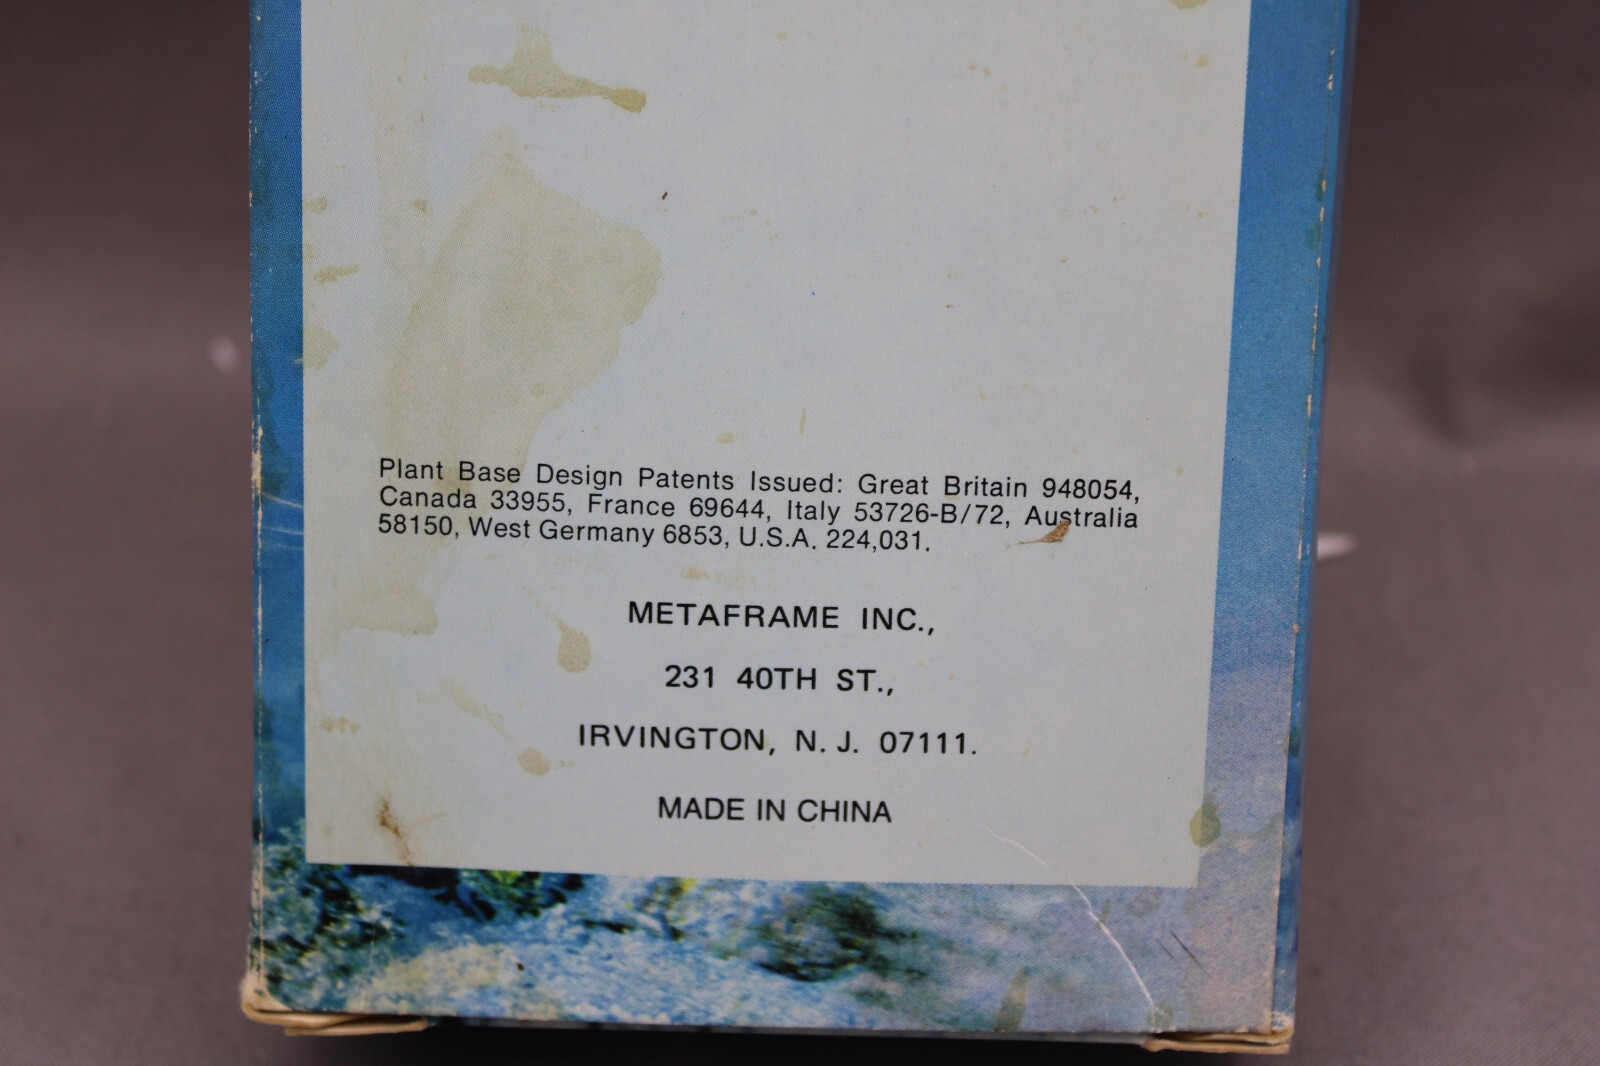 Plant Base Design Patents Issued: Great Britain 948054,
Canada 33955, France 69644, Italy 53726-B/72, Australia
58150, West Germany 6853, U.S.A. 224,031.
METAFRAME INC.,
231 40TH ST.,
IRVINGTON, N. J. 07111.
MADE IN CHINA